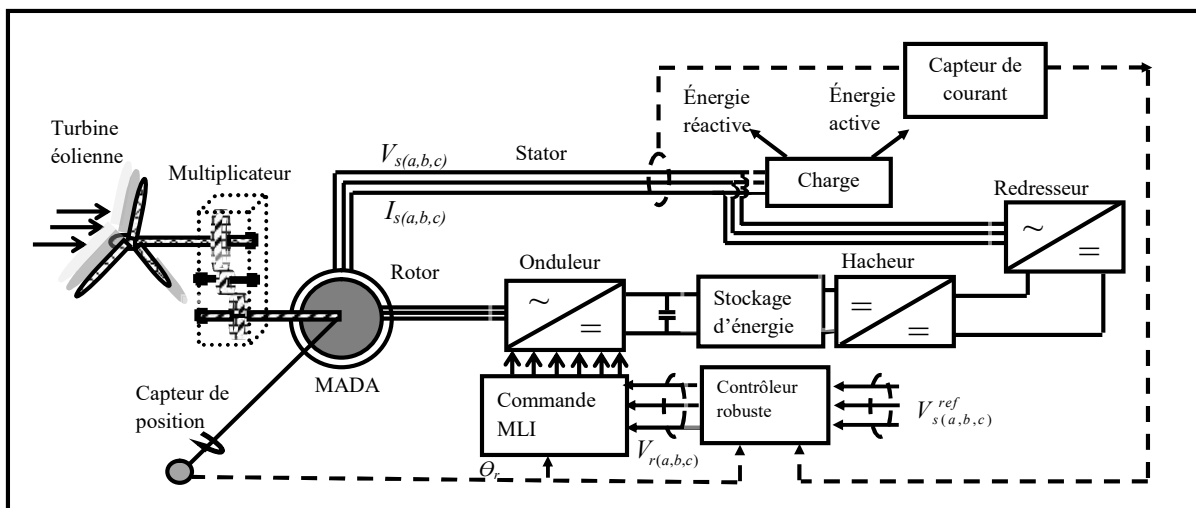 Capteur de
courant
Énergie
réactive
Énergie
active
Turbine
éolienne
Multiplicateur
V_{s(a,b,c)}
Stator
Charge
Redresseur
I_{s(a,b,c)}
~
=
Rotor
Onduleur
Hacheur
~
=
Stockage
d'énergie
=
=
MADA
Capteur de
position
Commande
MLI
Contrôleur
robuste
V_{s(a,b,c)}^{ref}
V_{r(a,b,c)}
Θ_r